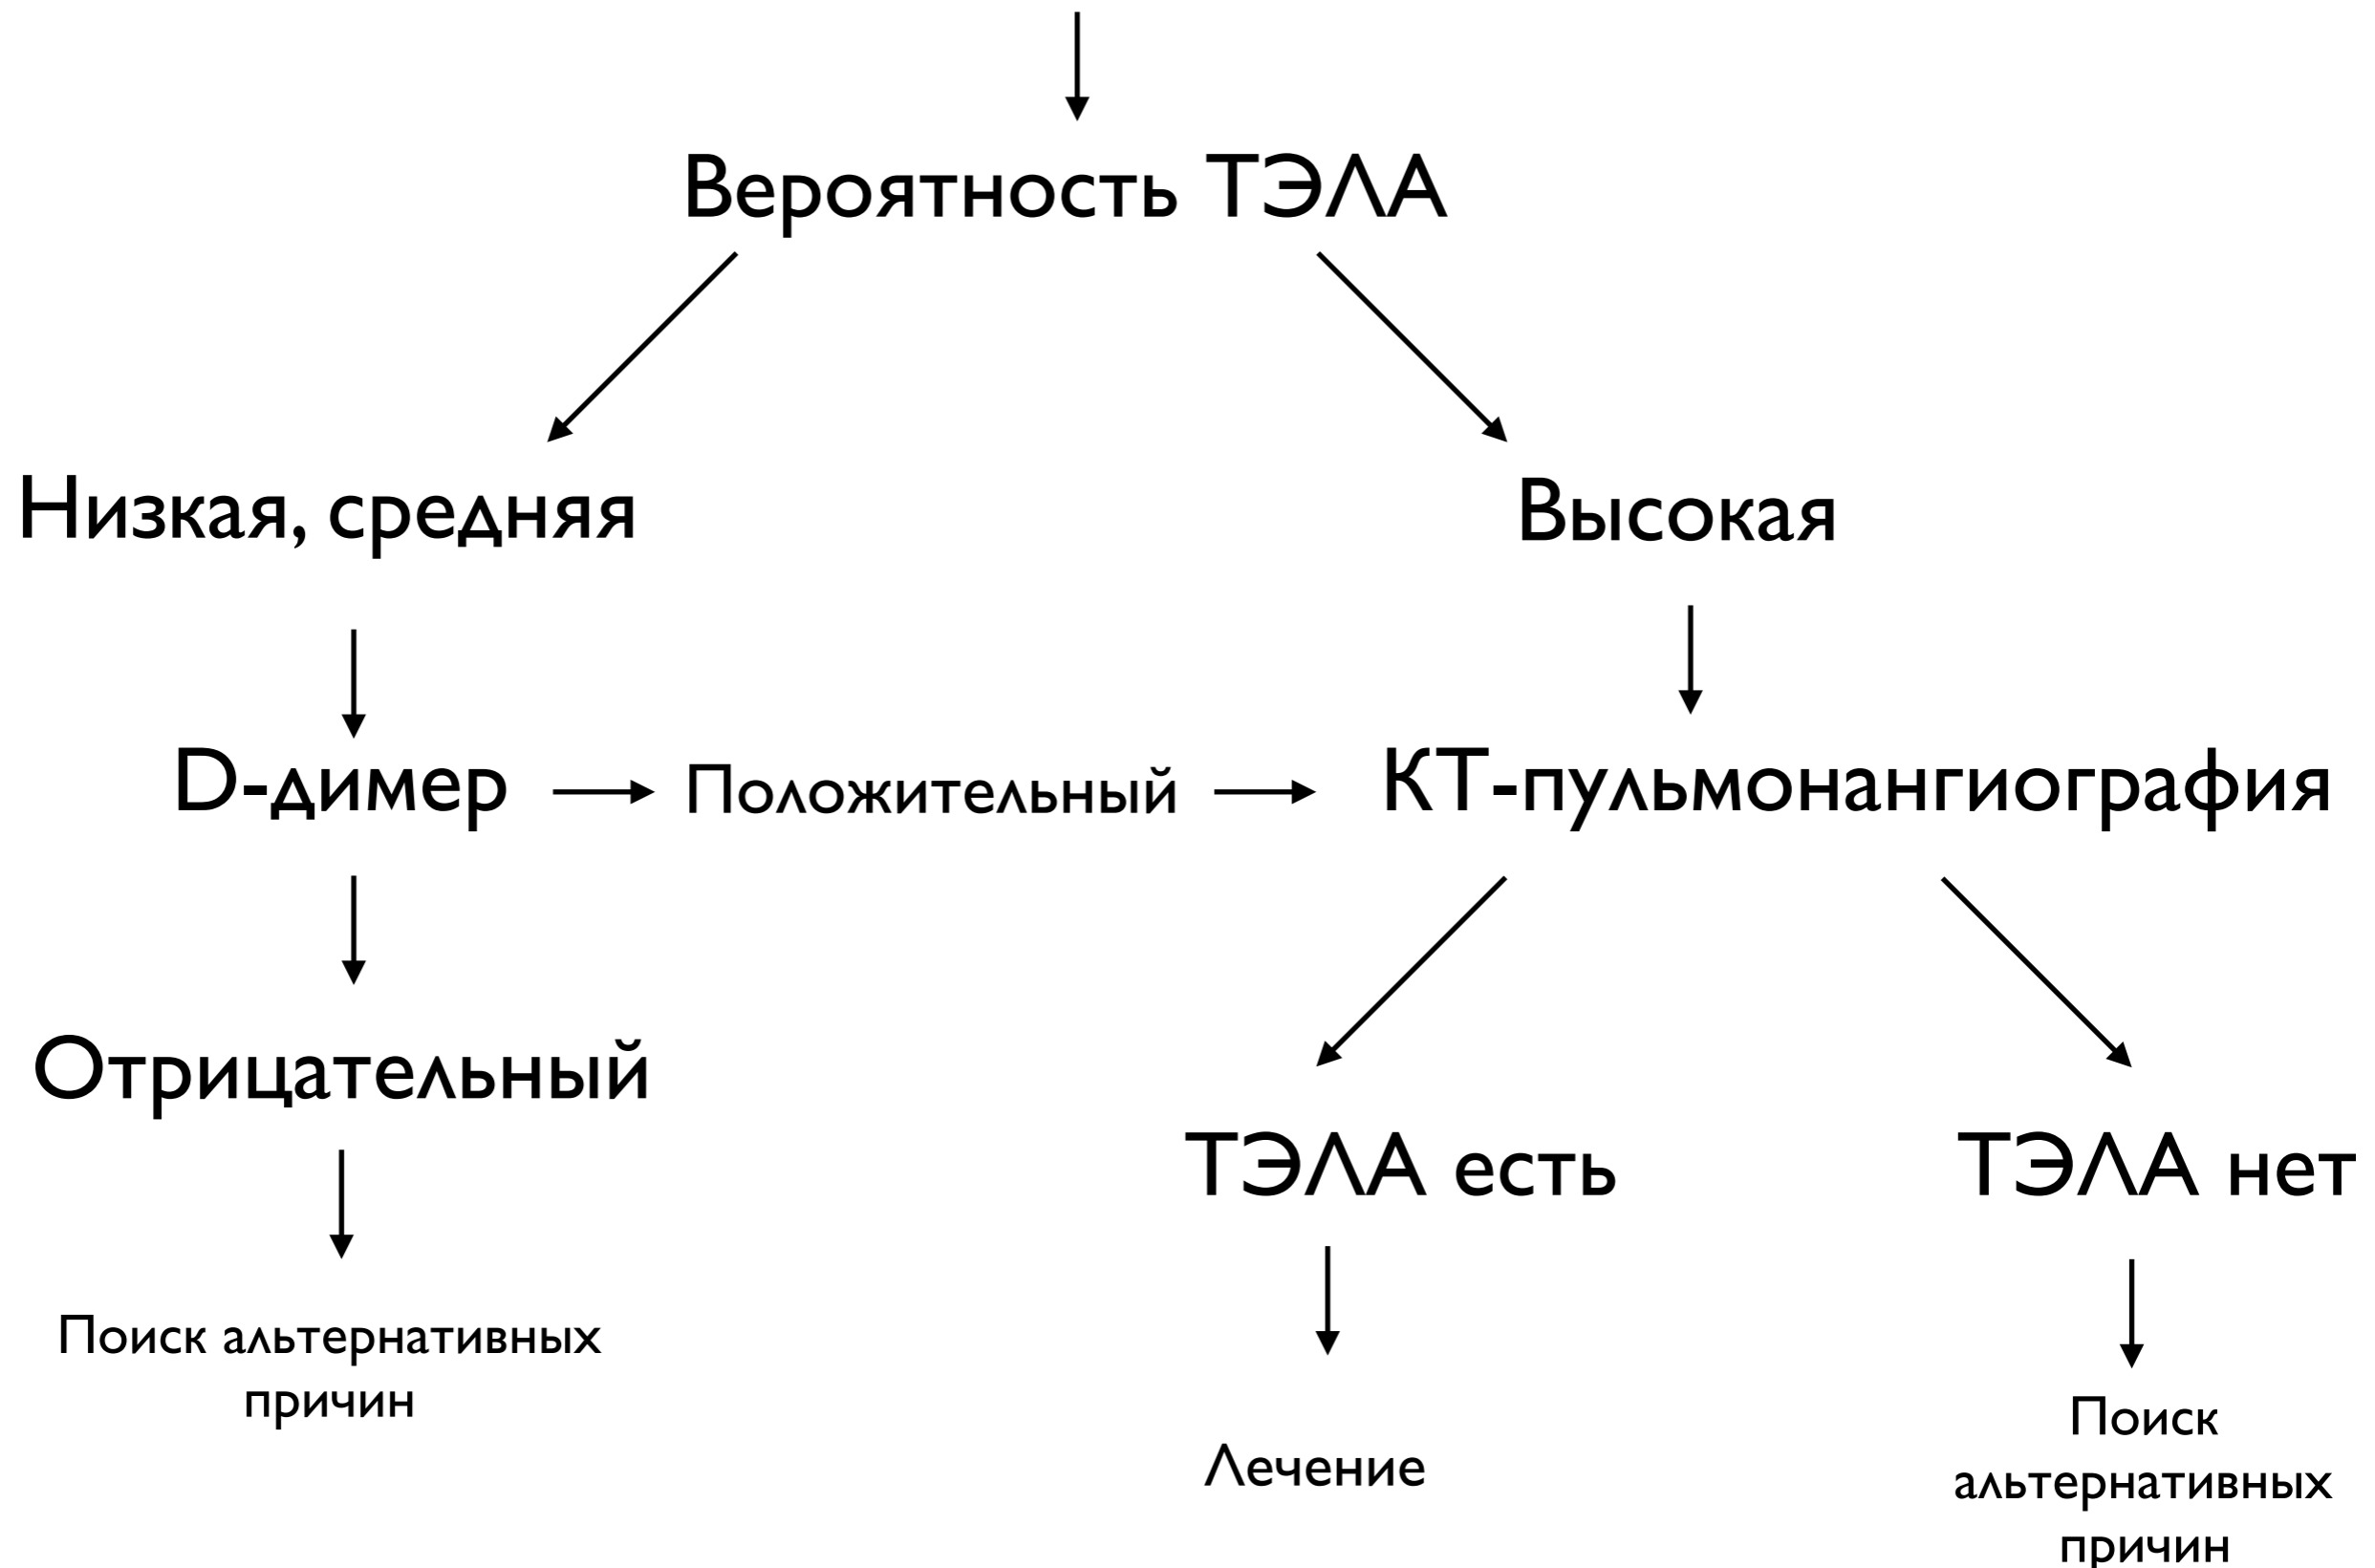 Вероятность ТЭЛА
Низкая, средняя
Высокая
D-димер
Положительный
КТ-пульмонангиография
Отрицательный
ТЭЛА есть
ТЭЛА нет
Поиск альтернативных
причин
Лечение
Поиск
альтернативных
причин